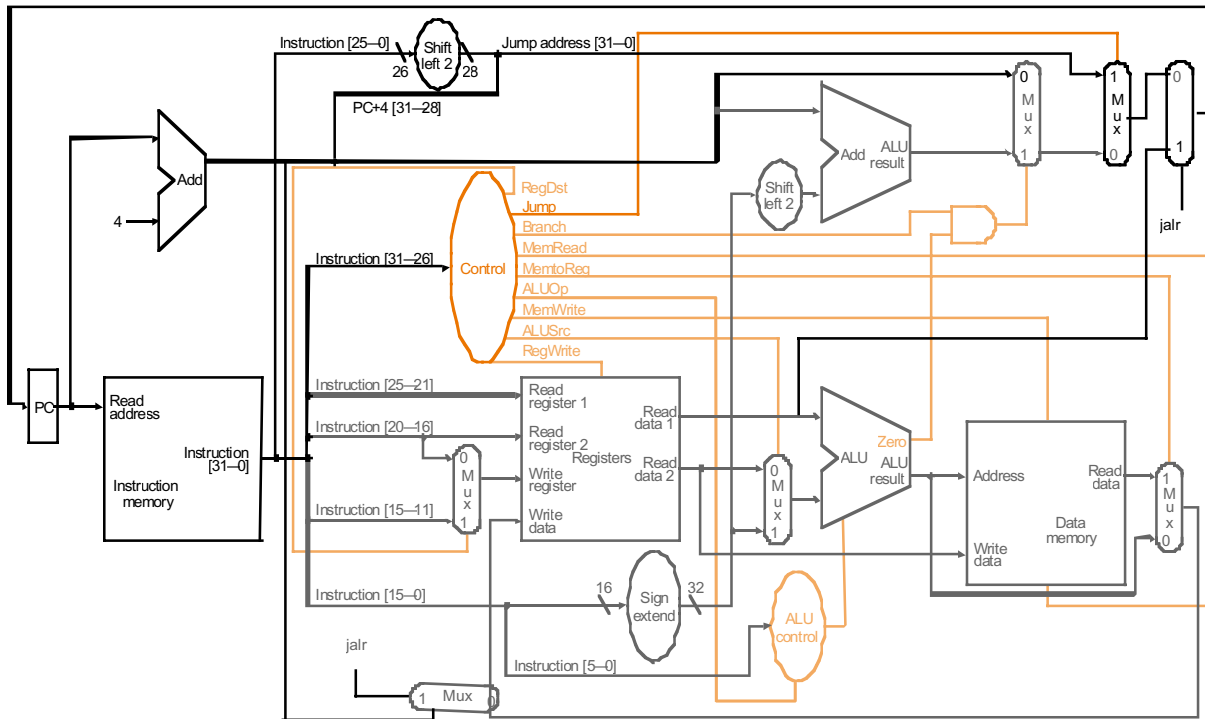 Instruction [25–0]
26
Shift
left 2
28
Jump address [31–0]
PC+4 [31–28]
Add
4
0
M
u
x
1
1
M
u
x
0
0
1
jalr
Add
ALU
result
Shift
left 2
RegDst
Jump
Branch
MemRead
MemtoReg
ALUOp
MemWrite
ALUSrc
RegWrite
Control
Instruction [31–26]
PC
Read
address
Instruction
[31–0]
Instruction
memory
Instruction [25–21]
Instruction [20–16]
Instruction [15–11]
0
M
u
x
1
Read
register 1
Read
register 2
Write
register
Write
data
Registers
Read
data 1
Read
data 2
0
M
u
x
1
Zero
ALU
ALU
result
Address
Read
data
Data
memory
Write
data
1
M
u
x
0
Instruction [15–0]
16
Sign
extend
32
ALU
control
Instruction [5–0]
jalr
1 Mux 0